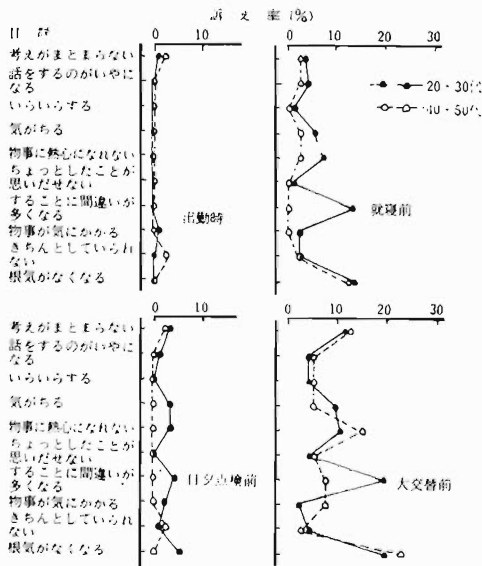 訴え率(%)
日 時
0 10 0 10 20 30
考えがまとまらない
話をするのがいやに
なる
いらいらする
気がちる
物事に熱心になれない
ちょっとしたことが
思いだせない
することに間違いが
多くなる
物事が気にかかる
きちんとしていられ
ない
根気がなくなる
20・30代
40・50代
出勤時
就寝前
0 10 0 10 20 30
考えがまとまらない
話をするのがいやに
なる
いらいらする
気がちる
物事に熱心になれない
ちょっとしたことが
思いだせない
することに間違いが
多くなる
物事が気にかかる
きちんとしていられ
ない
根気がなくなる
日夕点検前
大交替前